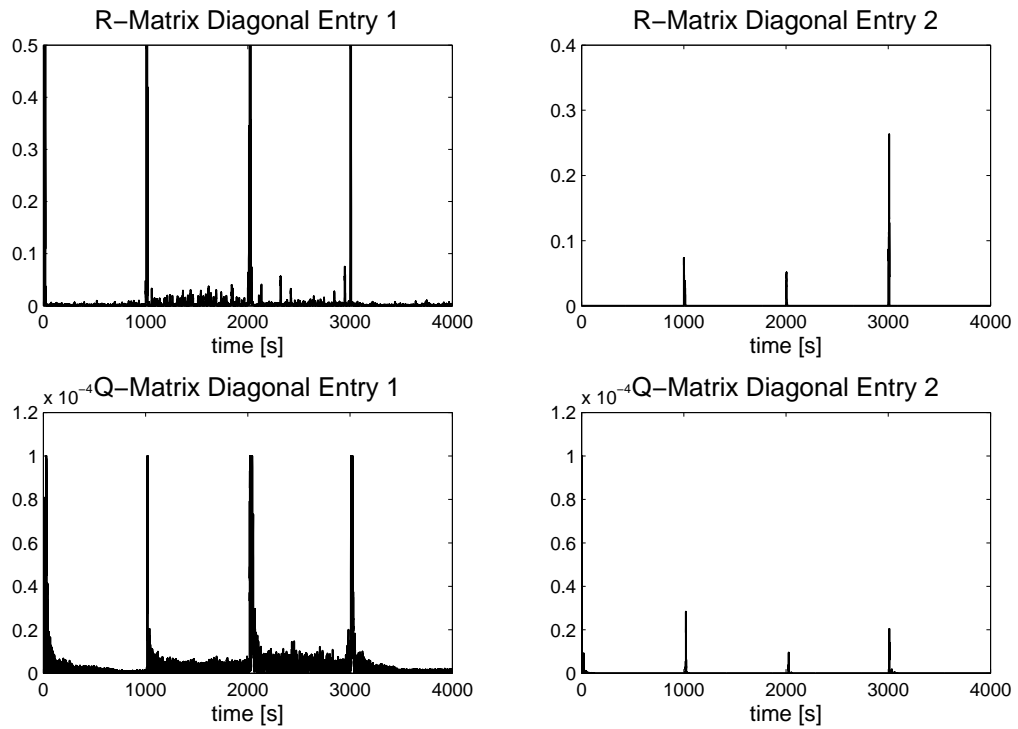 R−Matrix Diagonal Entry 1
0.5
0.4
0.3
0.2
0.1
0
0 1000 2000 3000 4000
time [s]
R−Matrix Diagonal Entry 2
0.4
0.3
0.2
0.1
0
0 1000 2000 3000 4000
time [s]
x 10−4 Q−Matrix Diagonal Entry 1
1.2
1
0.8
0.6
0.4
0.2
0
0 1000 2000 3000 4000
time [s]
x 10−4 Q−Matrix Diagonal Entry 2
1.2
1
0.8
0.6
0.4
0.2
0
0 1000 2000 3000 4000
time [s]